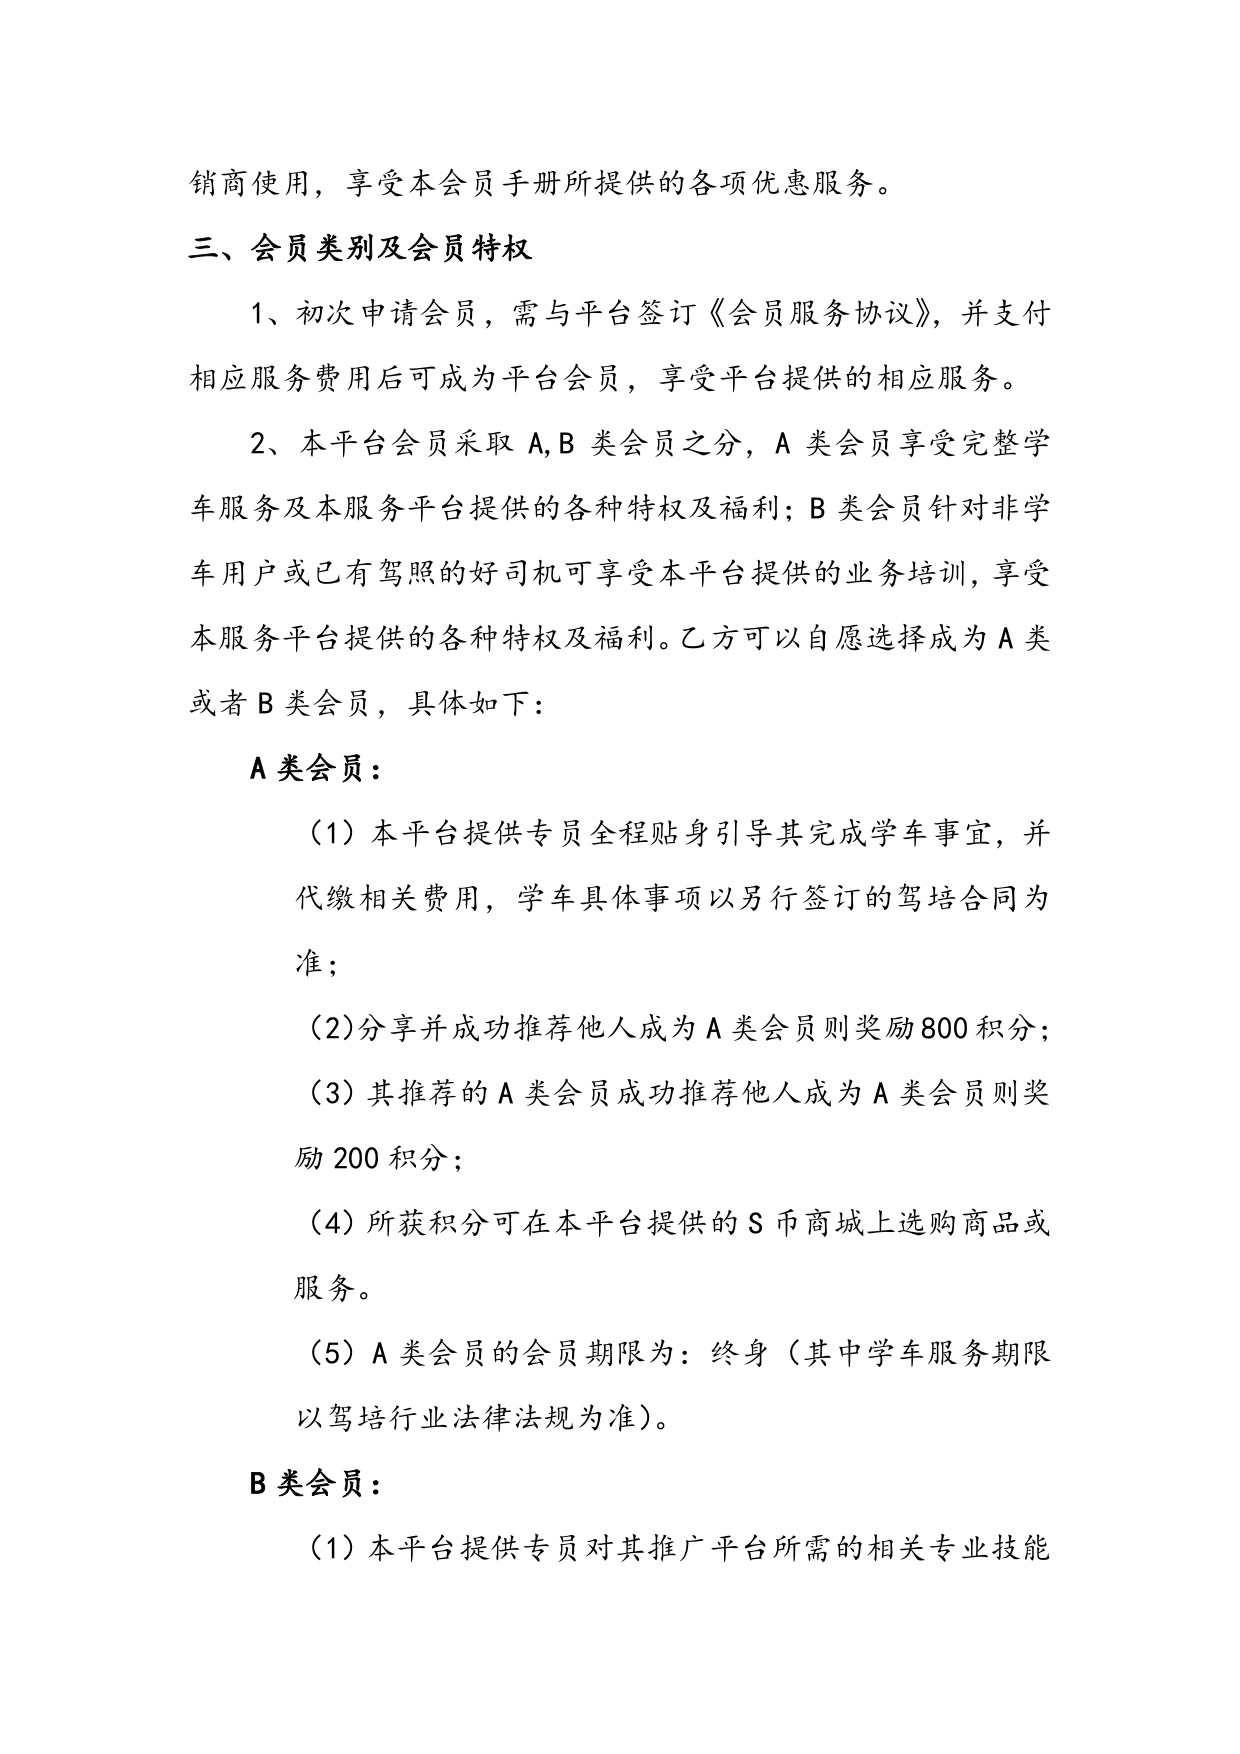 销商使用，享受本会员手册所提供的各项优惠服务。
三、会员类别及会员特权
1、初次申请会员，需与平台签订《会员服务协议》，并支付
相应服务费用后可成为平台会员，享受平台提供的相应服务。
2、本平台会员采取 A,B 类会员之分，A 类会员享受完整学
车服务及本服务平台提供的各种特权及福利；B 类会员针对非学
车用户或已有驾照的好司机可享受本平台提供的业务培训，享受
本服务平台提供的各种特权及福利。乙方可以自愿选择成为 A 类
或者 B 类会员，具体如下：
A 类会员：
（1）本平台提供专员全程贴身引导其完成学车事宜，并
代缴相关费用，学车具体事项以另行签订的驾培合同为
准；
（2)分享并成功推荐他人成为 A 类会员则奖励 800 积分；
（3）其推荐的 A 类会员成功推荐他人成为 A 类会员则奖
励 200 积分；
（4）所获积分可在本平台提供的 S 币商城上选购商品或
服务。
（5）A 类会员的会员期限为：终身（其中学车服务期限
以驾培行业法律法规为准）。
B 类会员：
（1）本平台提供专员对其推广平台所需的相关专业技能